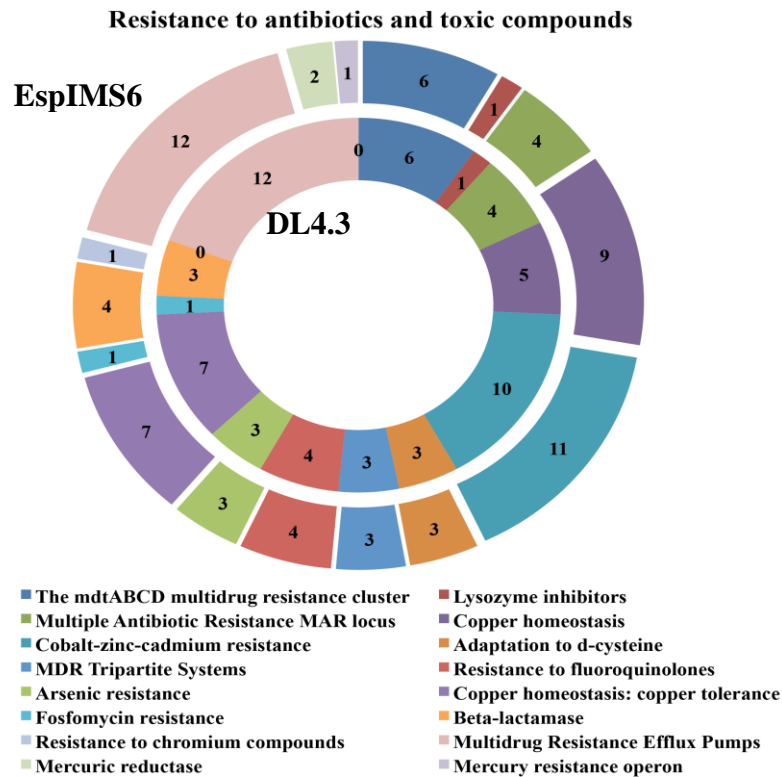 Resistance to antibiotics and toxic compounds
EspIMS6
DL4.3
6
1
4
9
11
3
3
4
3
7
1
4
1
12
2
1
6
1
4
5
10
3
3
4
3
7
1
3
0
12
0
The mdtABCD multidrug resistance cluster
Lysozyme inhibitors
Multiple Antibiotic Resistance MAR locus
Copper homeostasis
Cobalt-zinc-cadmium resistance
Adaptation to d-cysteine
MDR Tripartite Systems
Resistance to fluoroquinolones
Arsenic resistance
Copper homeostasis: copper tolerance
Fosfomycin resistance
Beta-lactamase
Resistance to chromium compounds
Multidrug Resistance Efflux Pumps
Mercuric reductase
Mercury resistance operon